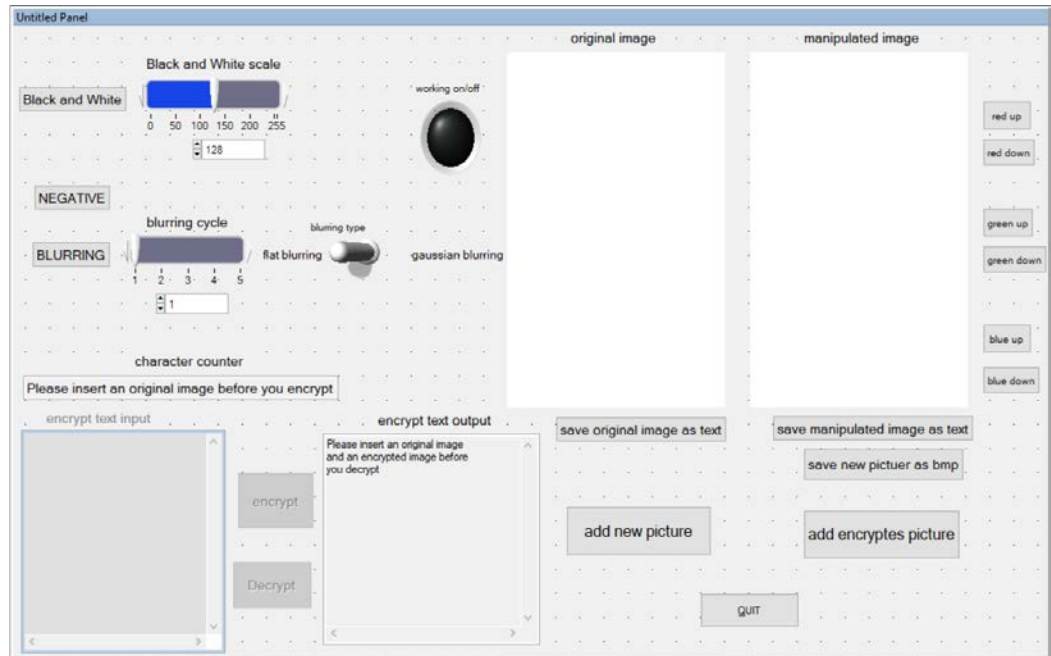 Untitled Panel
original image
manipulated image
Black and White scale
working on/off
Black and White
0 50 100 150 200 255
128
red up
red down
NEGATIVE
blurring cycle
blurring type
green up
BLURRING
flat blurring
gaussian blurring
green down
1 2 3 4 5
1
blue up
character counter
blue down
Please insert an original image before you encrypt
encrypt text input
encrypt text output
save original image as text
save manipulated image as text
Please insert an original image
and an encrypted image before
you decrypt
save new pictuer as bmp
encrypt
add new picture
add encryptes picture
Decrypt
QUIT